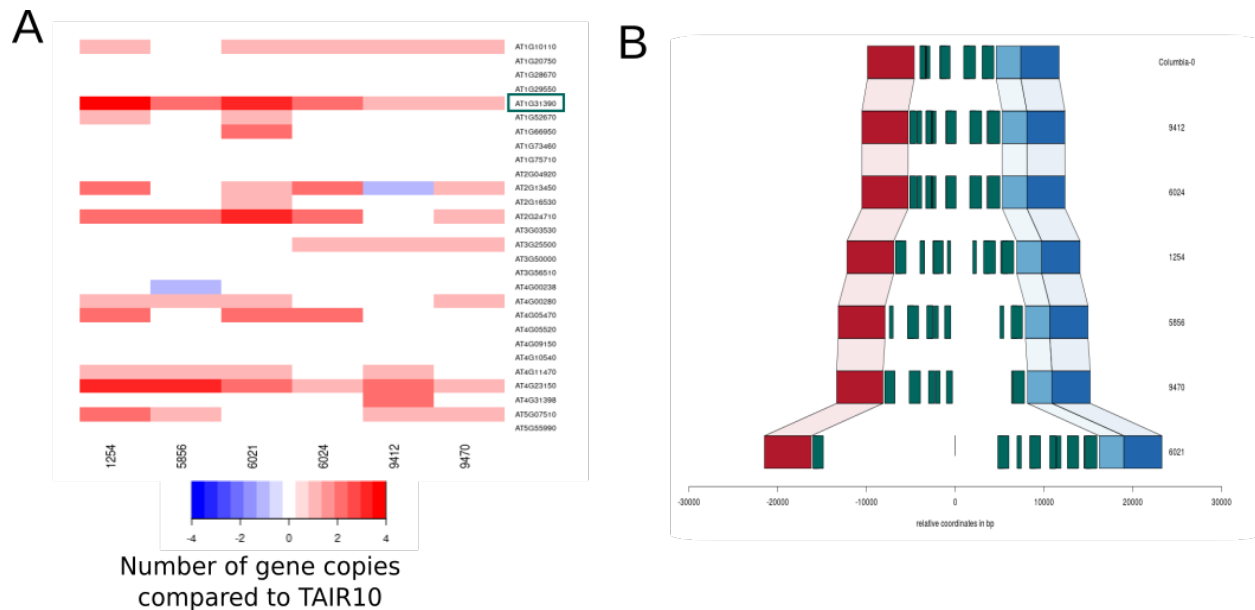 A
B
AT1G10110
AT1G20750
AT1G28670
AT1G29550
AT1G31390
AT1G52670
AT1G66950
AT1G73460
AT1G75710
AT2G04920
AT2G13450
AT2G16530
AT2G24710
AT3G03530
AT3G25500
AT3G50000
AT3G56510
AT4G00238
AT4G00280
AT4G05470
AT4G05520
AT4G09150
AT4G10540
AT4G11470
AT4G23150
AT4G31398
AT5G07510
AT5G55990
1254 5856 6021 6024 9412 9470
-4 -2 0 2 4
Number of gene copies
compared to TAIR10
Columbia-0
9412
6024
1254
5856
9470
6021
-30000 -20000 -10000 0 10000 20000 30000
relative coordinates in bp